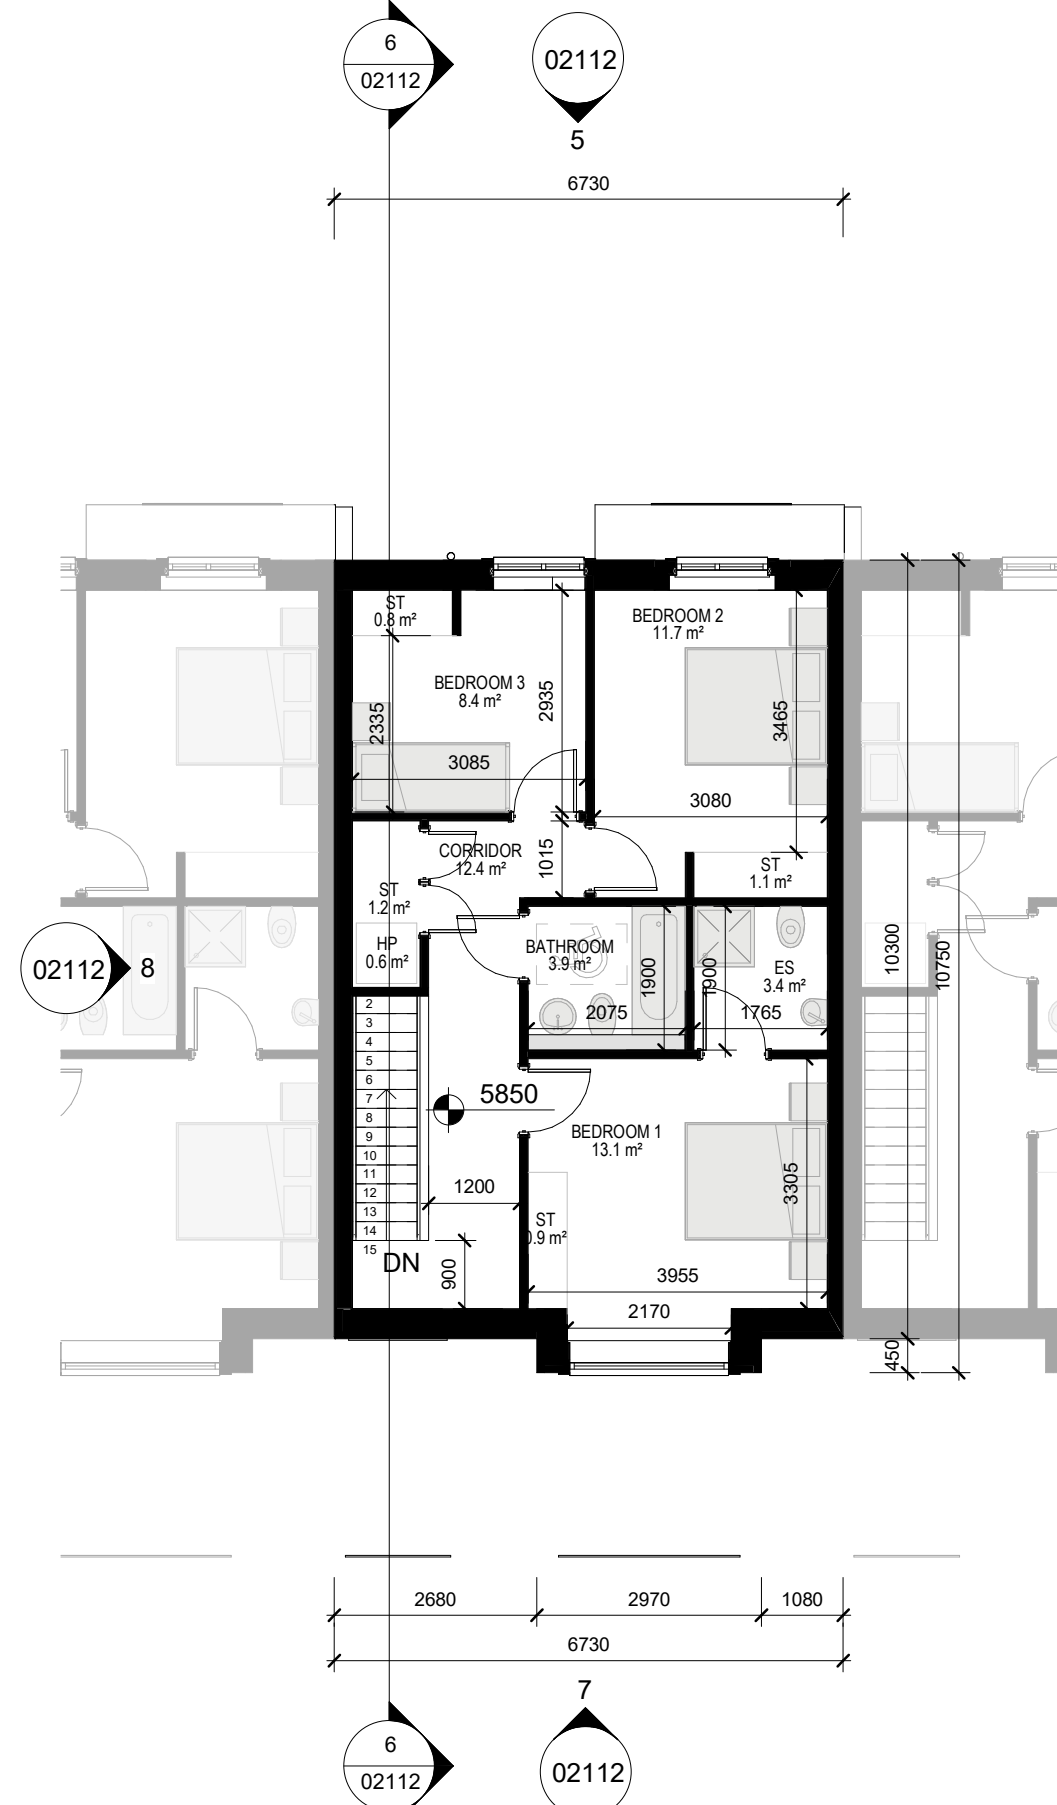 6
02112
02112
5
6730
ST
0.8 m²
BEDROOM 2
11.7 m²
BEDROOM 3
8.4 m²
2335
2935
3465
3085
3080
CORRIDOR
12.4 m²
1015
ST
1.1 m²
ST
1.2 m²
HP
0.6 m²
BATHROOM
3.9 m²
1900
1900
ES
3.4 m²
10300
10750
02112
8
2075
1765
2
3
4
5
6
7
8
9
10
11
12
13
14
15
5850
BEDROOM 1
13.1 m²
1200
3305
ST
0.9 m²
DN
900
3955
2170
450
2680
2970
1080
6730
7
6
02112
02112